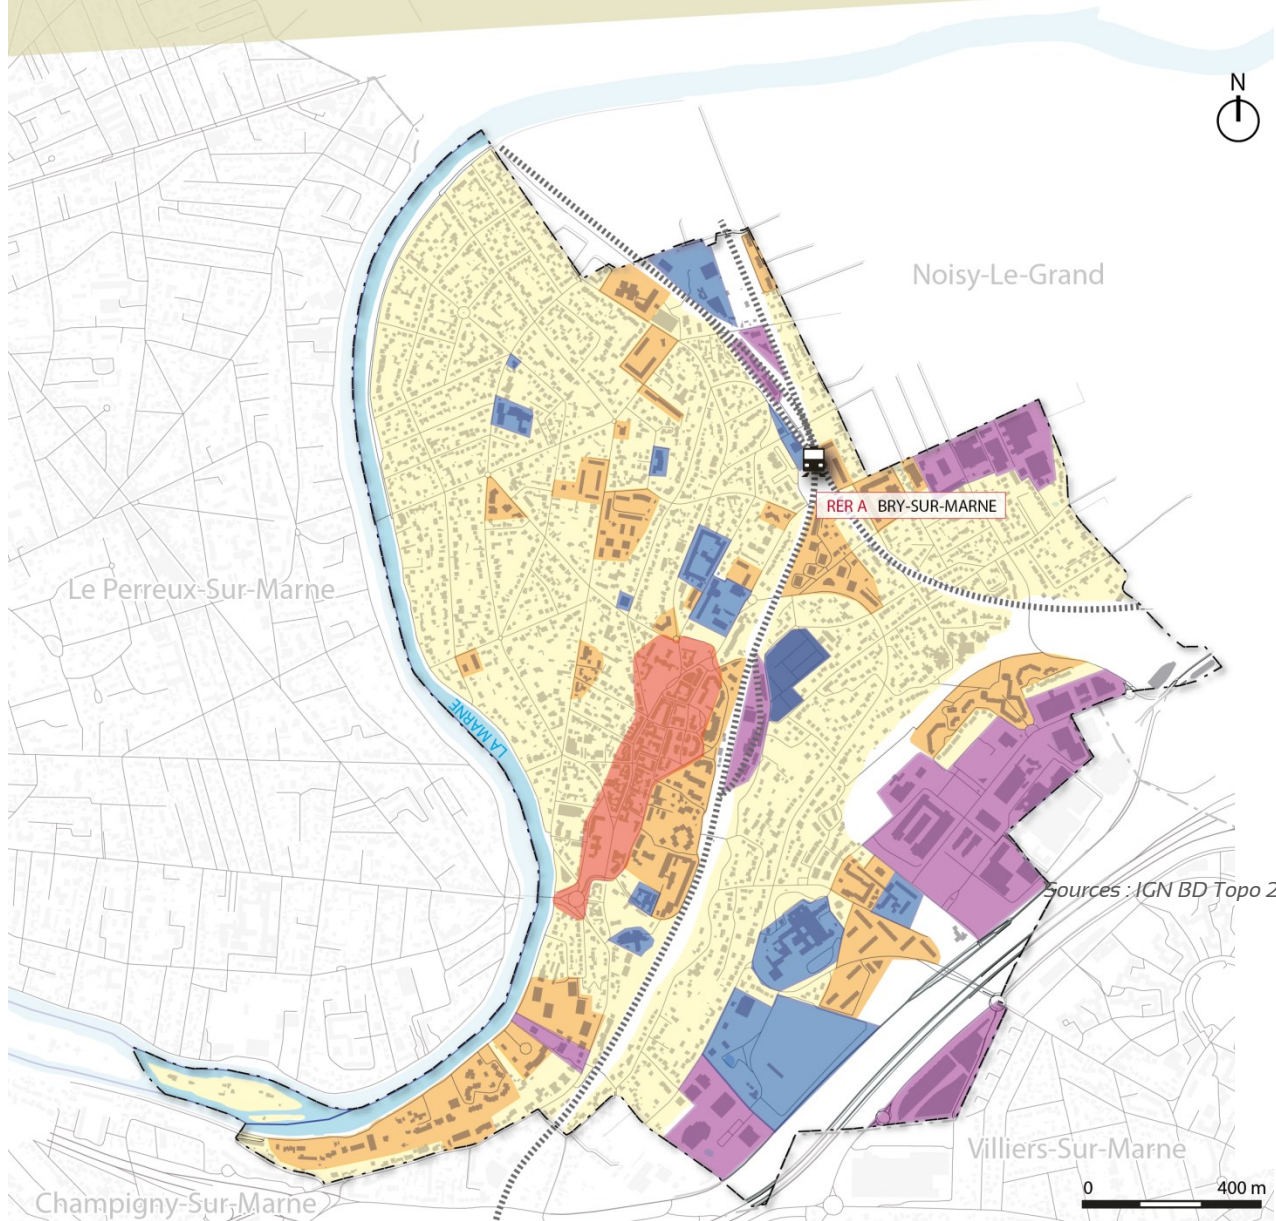 N
Noisy-Le-Grand
RER A BRY-SUR-MARNE
Le Perreux-Sur-Marne
LA MARNE
Sources : IGN BD Topo 2
Villiers-Sur-Marne
Champigny-Sur-Marne
0 400 m